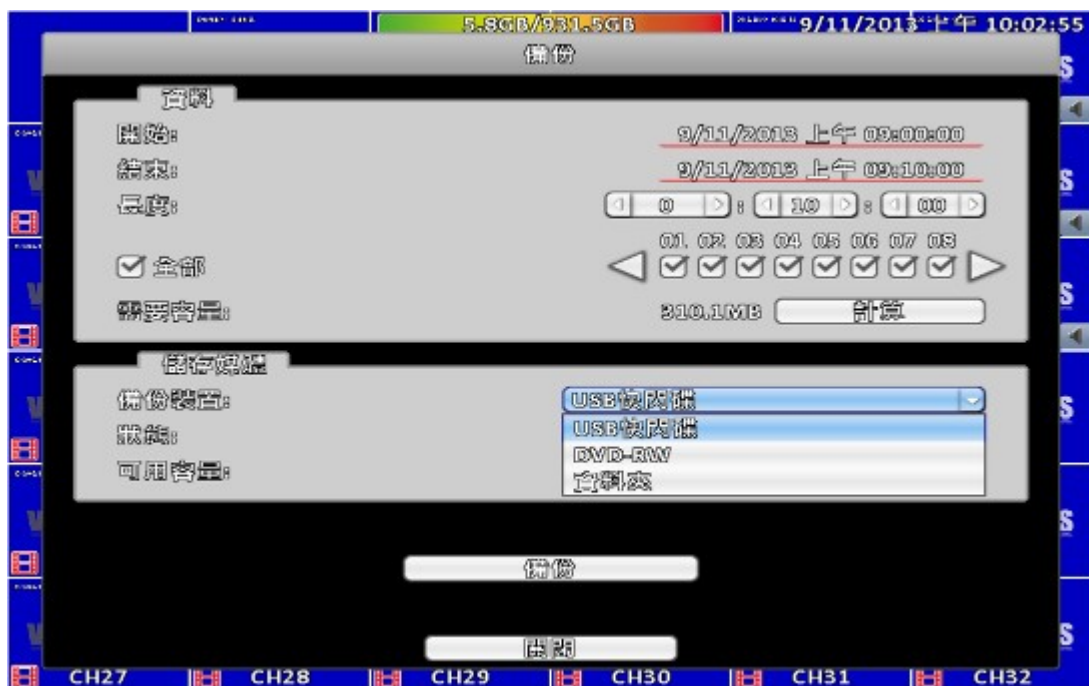 5.8GB/931.5GB
9/11/2013 上午 10:02:55
備份
資料
開始: 9/11/2013 上午 09:00:00
結束: 9/11/2013 上午 09:10:00
長度: 0 : 10 : 00
01 02 03 04 05 06 07 08
全部
需要容量: 310.1MB 計算
儲存媒體
備份裝置: USB快閃碟
狀態: USB快閃碟
DVD-RW
可用容量: 資料夾
備份
關閉
CH27 CH28 CH29 CH30 CH31 CH32